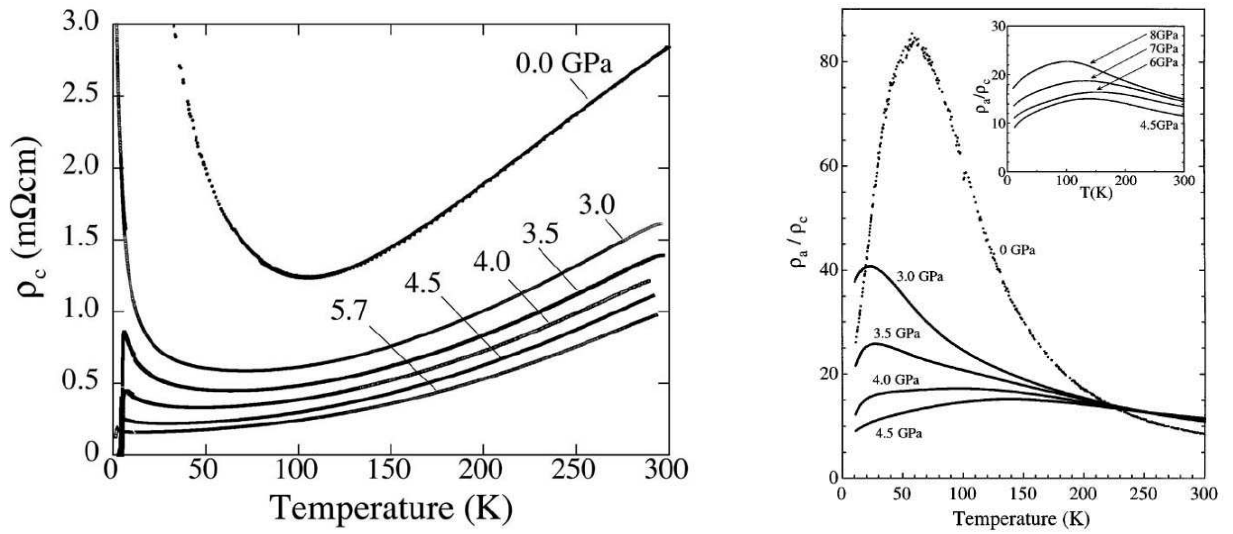 3.0
2.5
2.0
1.5
1.0
0.5
0
ρc (mΩcm)
0.0 GPa
3.0
3.5
4.0
4.5
5.7
0 50 100 150 200 250 300
Temperature (K)
80
60
40
20
0
ρa / ρc
0 GPa
3.0 GPa
3.5 GPa
4.0 GPa
4.5 GPa
0 50 100 150 200 250 300
Temperature (K)
30
20
10
0
ρa/ρc
8GPa
7GPa
6GPa
4.5GPa
0 100 200 300
T(K)